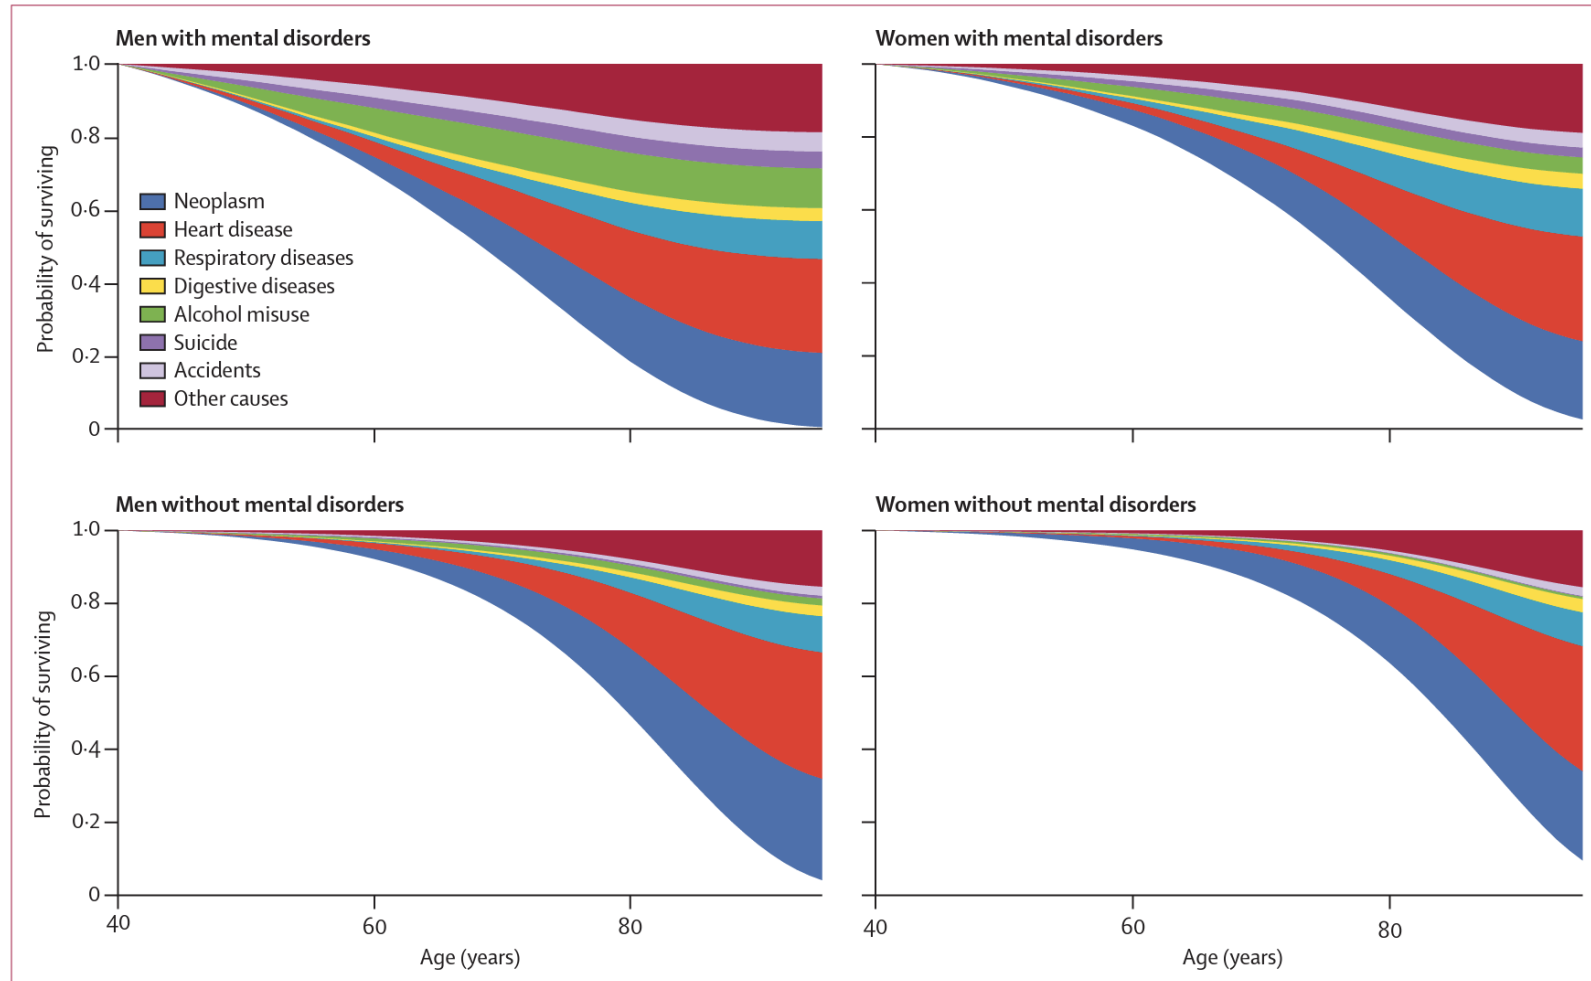 Men with mental disorders
Women with mental disorders
1·0
0·8
0·6
0·4
0·2
0
Probability of surviving
Neoplasm
Heart disease
Respiratory diseases
Digestive diseases
Alcohol misuse
Suicide
Accidents
Other causes
Men without mental disorders
Women without mental disorders
1·0
0·8
0·6
0·4
0·2
0
Probability of surviving
40
60
80
Age (years)
40
60
80
Age (years)